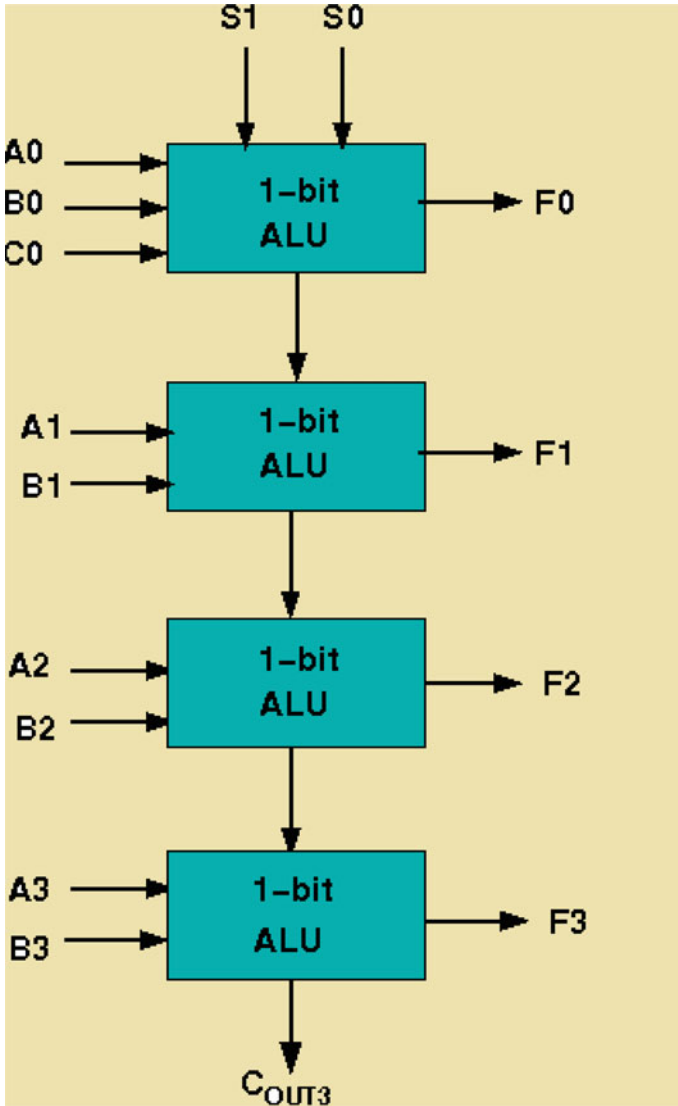 S1 S0
A0
B0
C0
1-bit
ALU
F0
A1
B1
1-bit
ALU
F1
A2
B2
1-bit
ALU
F2
A3
B3
1-bit
ALU
F3
COUT3